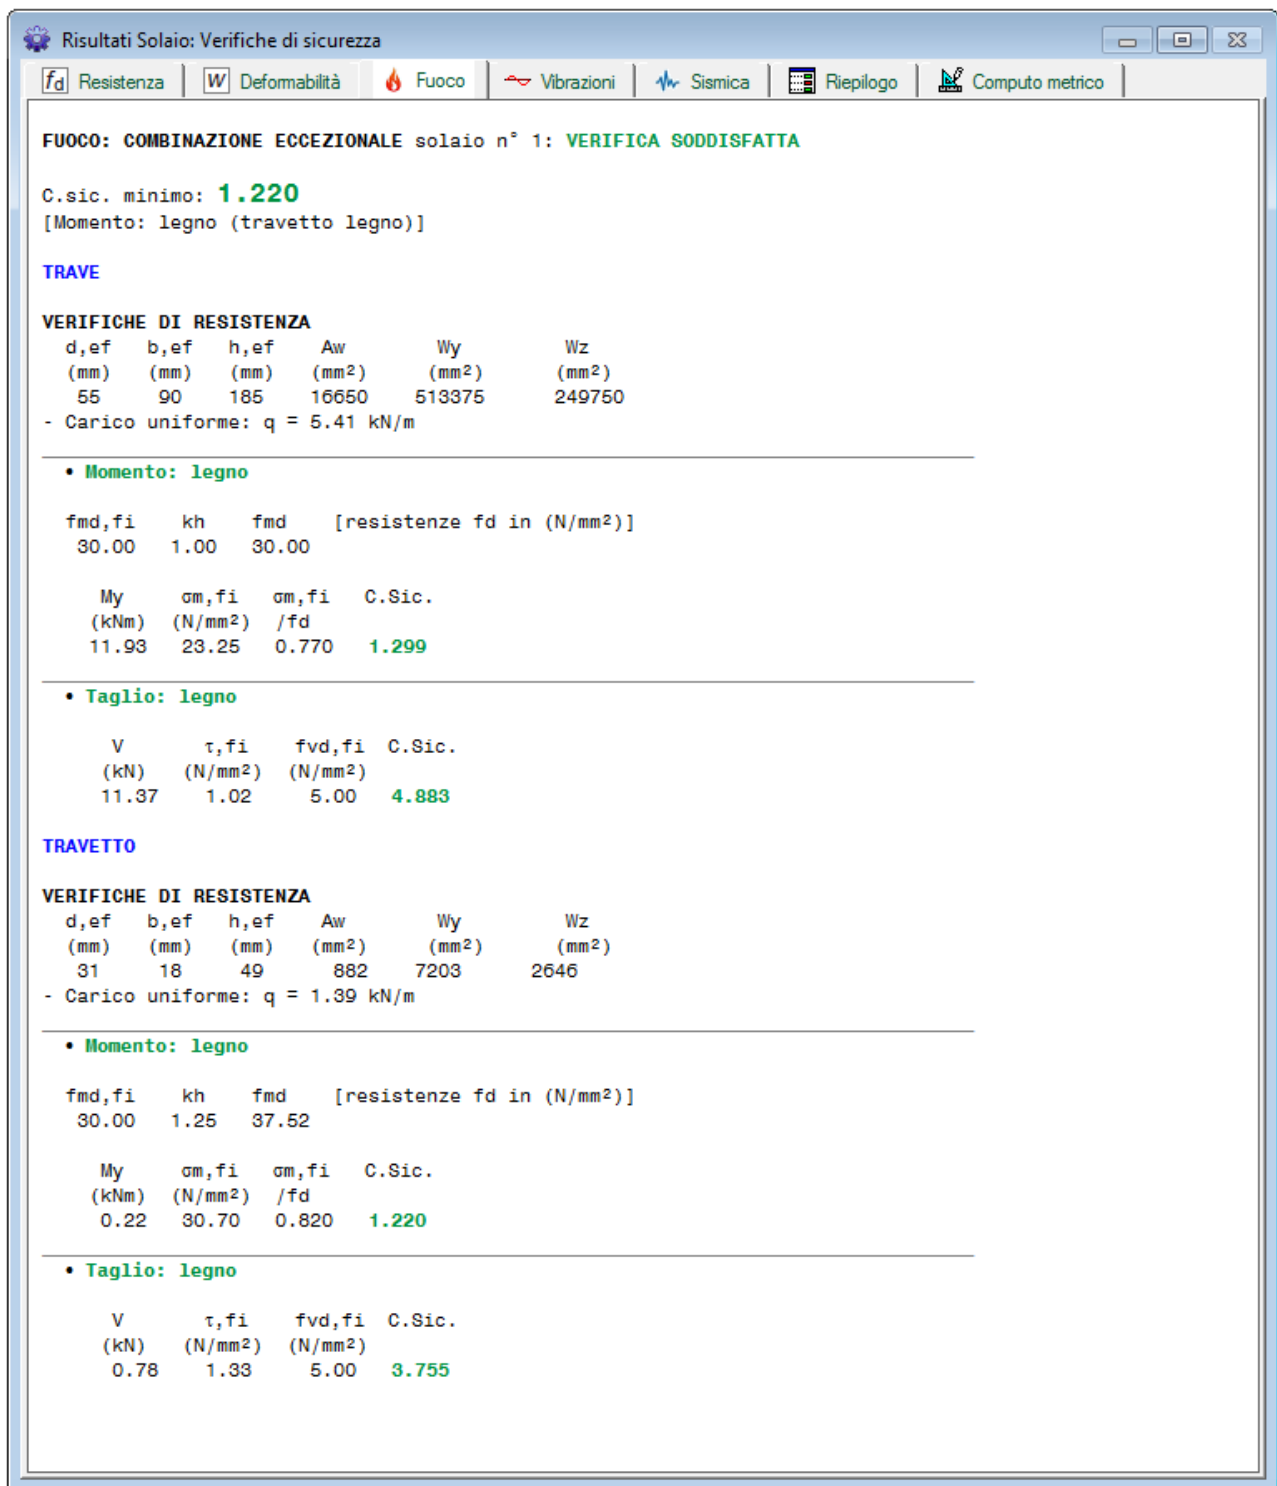 Risultati Solaio: Verifiche di sicurezza
fd Resistenza W Deformabilità Fuoco Vibrazioni Sismica Riepilogo Computo metrico
FUOCO: COMBINAZIONE ECCEZIONALE solaio n° 1: VERIFICA SODDISFATTA
C.sic. minimo: 1.220
[Momento: legno (travetto legno)]
TRAVE
VERIFICHE DI RESISTENZA
d,ef b,ef h,ef Aw Wy Wz
(mm) (mm) (mm) (mm²) (mm²) (mm²)
55 90 185 16650 513375 249750
- Carico uniforme: q = 5.41 kN/m
• Momento: legno
fmd,fi kh fmd [resistenze fd in (N/mm²)]
30.00 1.00 30.00
My σm,fi σm,fi C.Sic.
(kNm) (N/mm²) /fd
11.93 23.25 0.770 1.299
• Taglio: legno
V τ,fi fvd,fi C.Sic.
(kN) (N/mm²) (N/mm²)
11.37 1.02 5.00 4.883
TRAVETTO
VERIFICHE DI RESISTENZA
d,ef b,ef h,ef Aw Wy Wz
(mm) (mm) (mm) (mm²) (mm²) (mm²)
31 18 49 882 7203 2646
- Carico uniforme: q = 1.39 kN/m
• Momento: legno
fmd,fi kh fmd [resistenze fd in (N/mm²)]
30.00 1.25 37.52
My σm,fi σm,fi C.Sic.
(kNm) (N/mm²) /fd
0.22 30.70 0.820 1.220
• Taglio: legno
V τ,fi fvd,fi C.Sic.
(kN) (N/mm²) (N/mm²)
0.78 1.33 5.00 3.755